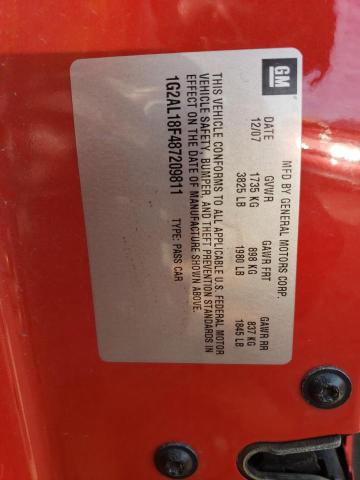 GM
MFD BY GENERAL MOTORS CORP.
DATE GVWR GAWR FRT GAWR RR
12/07 1735 KG 898 KG 837 KG
3825 LB 1980 LB 1845 LB
THIS VEHICLE CONFORMS TO ALL APPLICABLE U.S. FEDERAL MOTOR
VEHICLE SAFETY, BUMPER, AND THEFT PREVENTION STANDARDS IN
EFFECT ON THE DATE OF MANUFACTURE SHOWN ABOVE.
1G2AL18F487209811 TYPE: PASS CAR